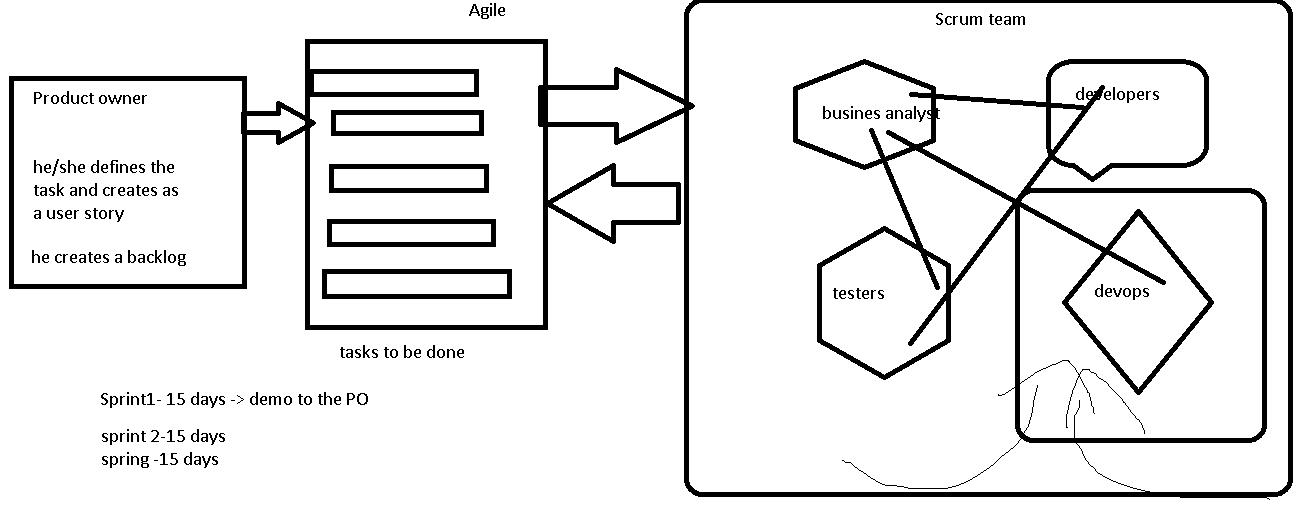 Agile
Scrum team
Product owner
he/she defines the
task and creates as
a user story
he creates a backlog
tasks to be done
busines analyst
developers
testers
devops
Sprint1- 15 days -> demo to the PO
sprint 2-15 days
spring -15 days